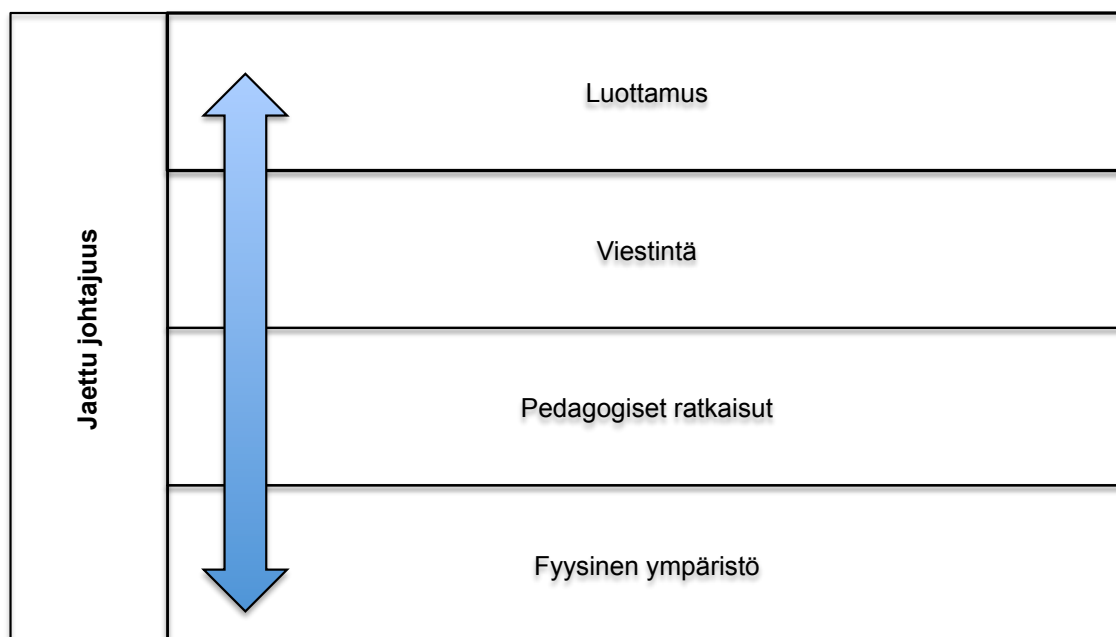 Jaettu johtajuus
Luottamus
Viestintä
Pedagogiset ratkaisut
Fyysinen ympäristö